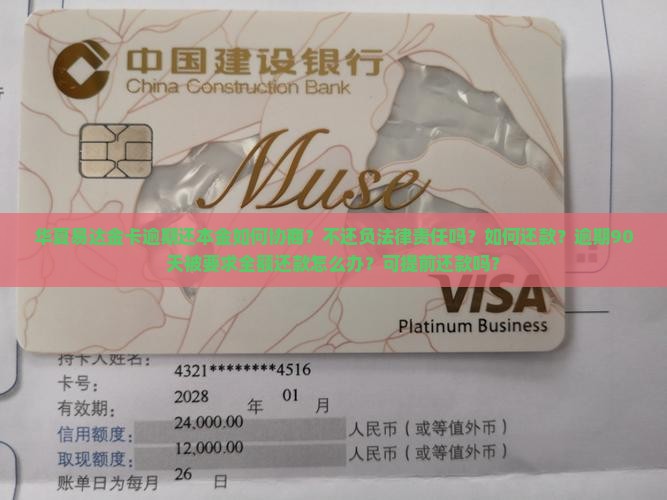 中国建设银行
China Construction Bank
Muse
华夏易达金卡逾期还本金如何协商？不还负法律责任吗？如何还款？逾期90
天被要求全额还款怎么办？可提前还款吗？
VISA
Platinum Business
持卡人姓名：
卡号： 4321********4516
有效期： 2028 年 01 月
信用额度： 24,000.00 人民币（或等值外币）
取现额度： 12,000.00 人民币（或等值外币）
账单日为每月 26 日